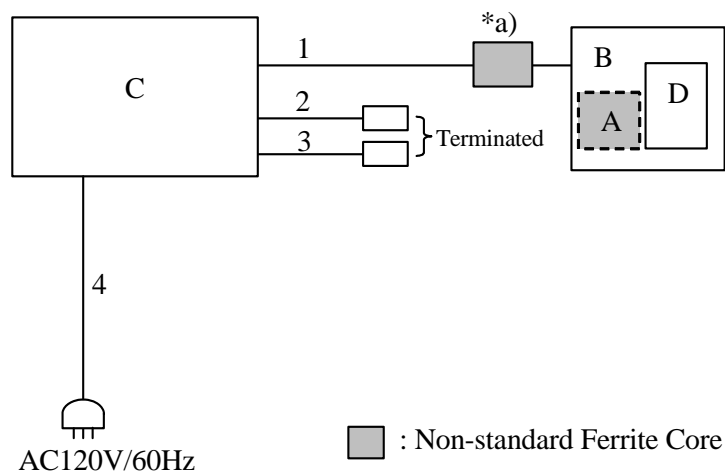 *a)
1
B
C
2
D
A
Terminated
3
4
: Non-standard Ferrite Core
AC120V/60Hz